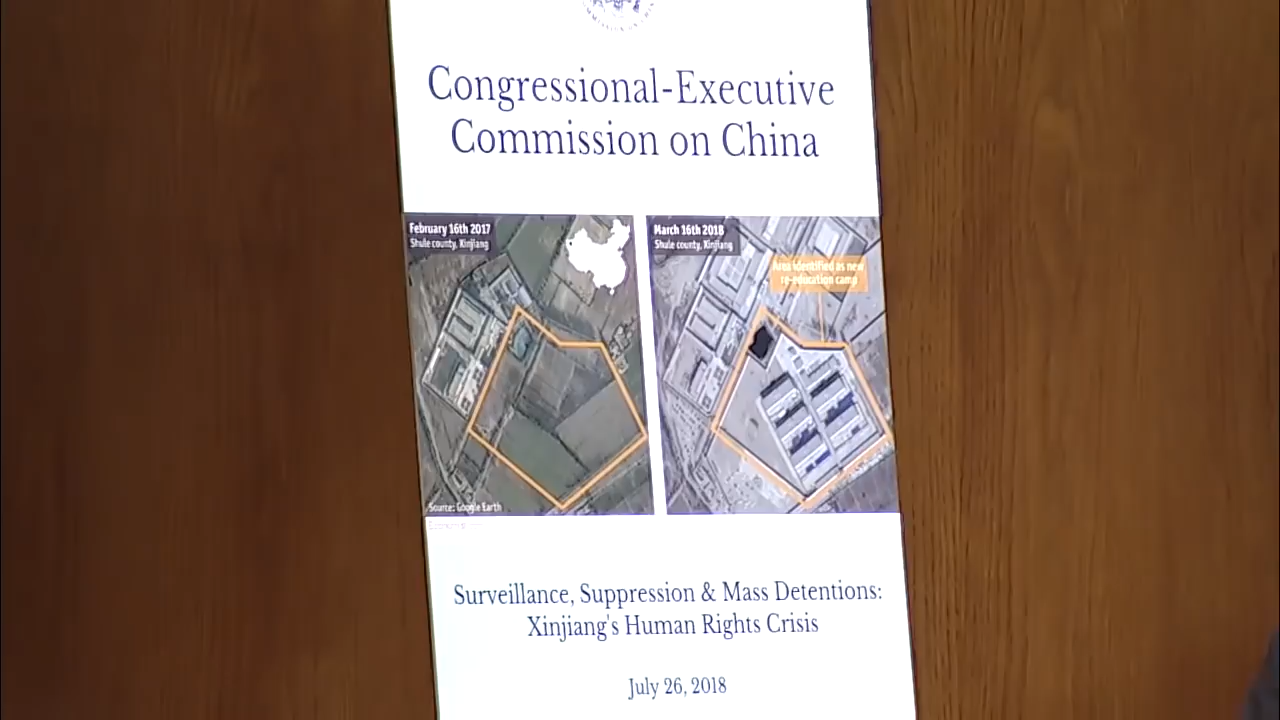 Congressional-Executive
Commission on China
February 16th 2017
Shule county, Xinjiang
March 16th 2018
Shule county, Xinjiang
Area identified as new
re-education camp
Source: Google Earth
Surveillance, Suppression & Mass Detentions:
Xinjiang's Human Rights Crisis
July 26, 2018